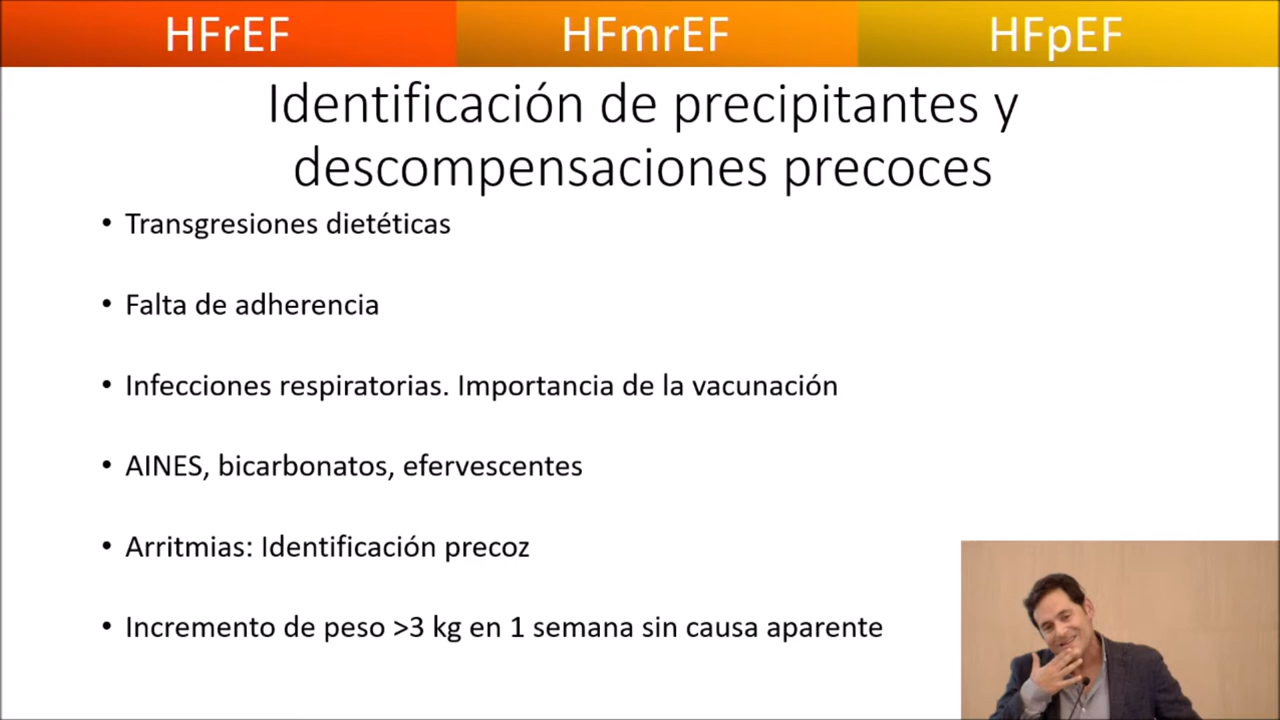 HFrEF HFmrEF HFpEF
Identificación de precipitantes y
descompensaciones precoces
• Transgresiones dietéticas
• Falta de adherencia
• Infecciones respiratorias. Importancia de la vacunación
• AINES, bicarbonatos, efervescentes
• Arritmias: Identificación precoz
• Incremento de peso >3 kg en 1 semana sin causa aparente